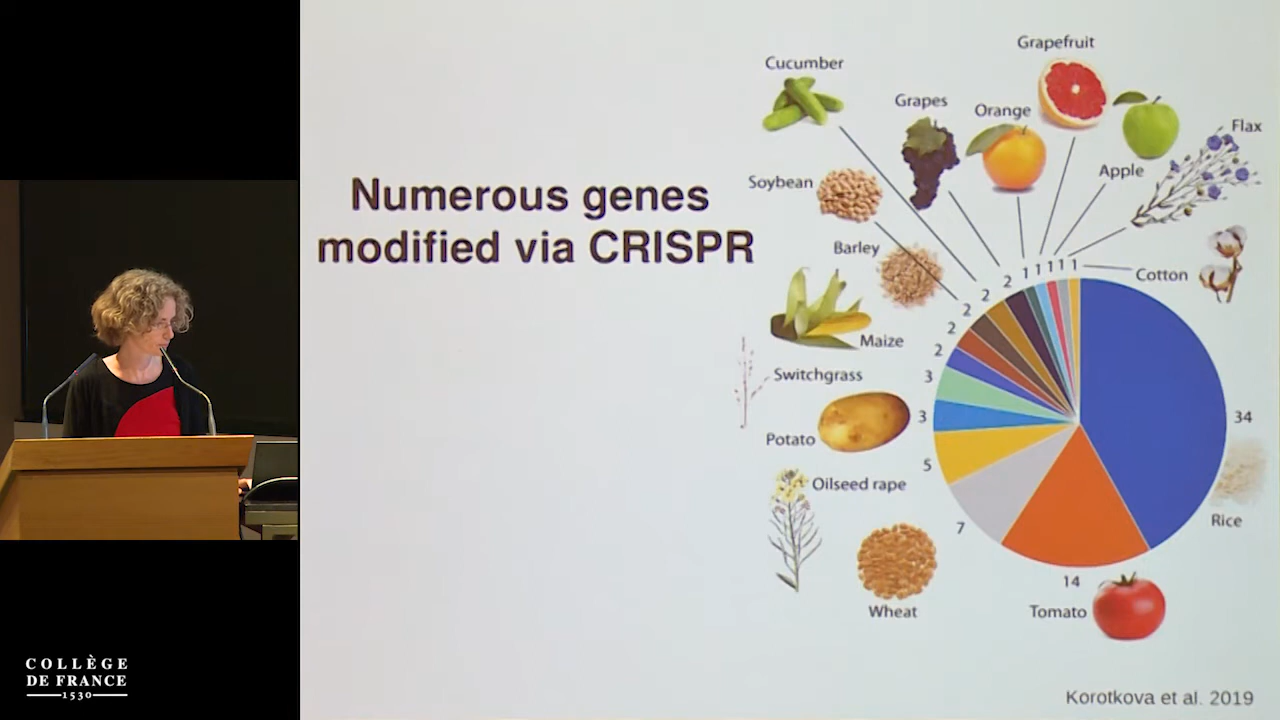 Numerous genes
modified via CRISPR
Grapefruit
Cucumber
Grapes
Orange
Flax
Apple
Soybean
Barley
Cotton
Maize
Switchgrass
Potato
Oilseed rape
Wheat
Tomato
Rice
34
14
7
5
3
3
2
2
2
2
2
1
1
1
1
1
Korotkova et al. 2019
COLLÈGE
DE FRANCE
1530